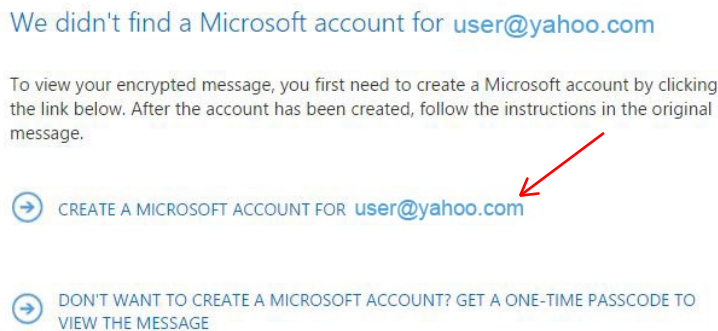 We didn't find a Microsoft account for user@yahoo.com
To view your encrypted message, you first need to create a Microsoft account by clicking
the link below. After the account has been created, follow the instructions in the original
message.
CREATE A MICROSOFT ACCOUNT FOR user@yahoo.com
DON'T WANT TO CREATE A MICROSOFT ACCOUNT? GET A ONE-TIME PASSCODE TO
VIEW THE MESSAGE